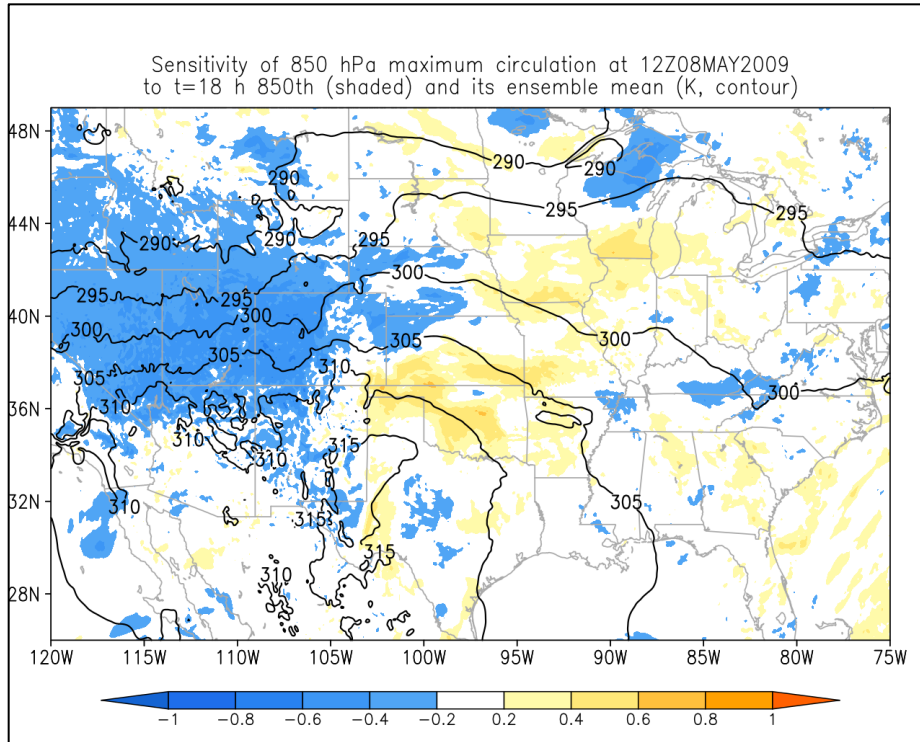 Sensitivity of 850 hPa maximum circulation at 12Z08MAY2009
to t=18 h 850th (shaded) and its ensemble mean (K, contour)
48N
290
290
290
44N
295
295
295
290
290
300
295
295
40N
300
300
305
300
305
305
310
300
36N
310
310
310
315
32N
310
315
305
315
310
28N
120W 115W 110W 105W 100W 95W 90W 85W 80W 75W
−1 −0.8 −0.6 −0.4 −0.2 0.2 0.4 0.6 0.8 1